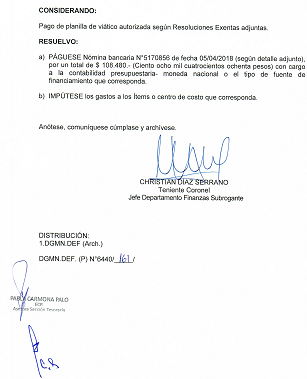 CONSIDERANDO:
Pago de planilla de viático autorizada según Resoluciones Exentas adjuntas.
RESUELVO:
a) PÁGUESE Nómina bancaria N°5170856 de fecha 05/04/2018 (según detalle adjunto),
por un total de $ 108.480.- (Ciento ocho mil cuatrocientos ochenta pesos) con cargo
a la contabilidad presupuestaria- moneda nacional o el tipo de fuente de
financiamiento que corresponda.
b) IMPÚTESE los gastos a los Ítems o centro de costo que corresponda.
Anótese, comuníquese cúmplase y archívese.
CHRISTIAN DÍAZ SERRANO
Teniente Coronel
Jefe Departamento Finanzas Subrogante
DISTRIBUCIÓN:
1.DGMN.DEF (Arch.)
DGMN.DEF. (P) N°6440/ 161 /
CARMONA PALO
ECP
Sección Tesorería
C.S